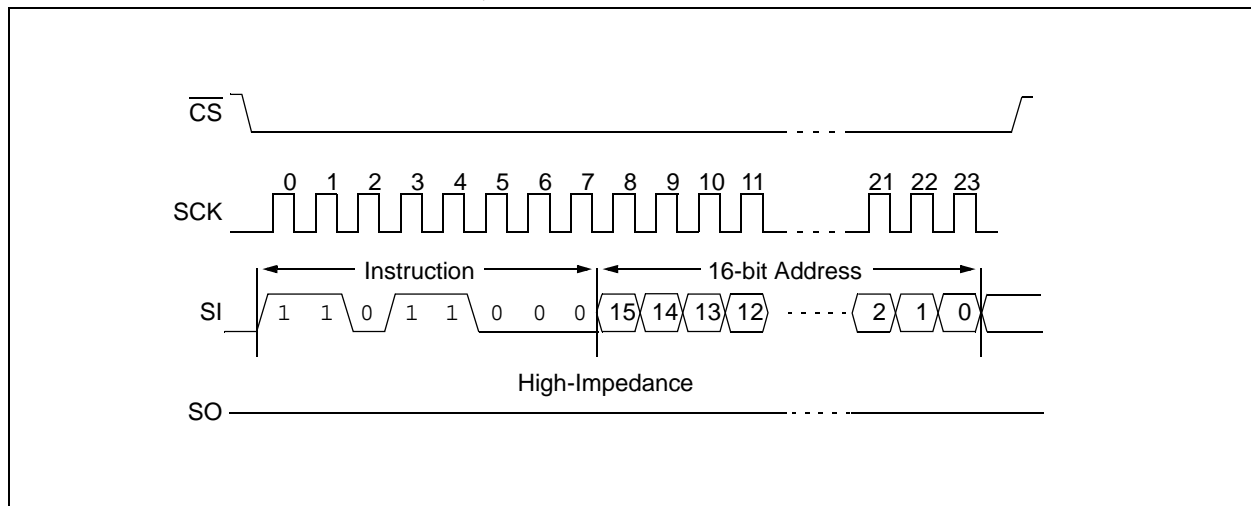 CS
0 1 2 3 4 5 6 7 8 9 10 11 21 22 23
SCK
Instruction 16-bit Address
SI 1 1 0 1 1 0 0 0 15 14 13 12 2 1 0
High-Impedance
SO